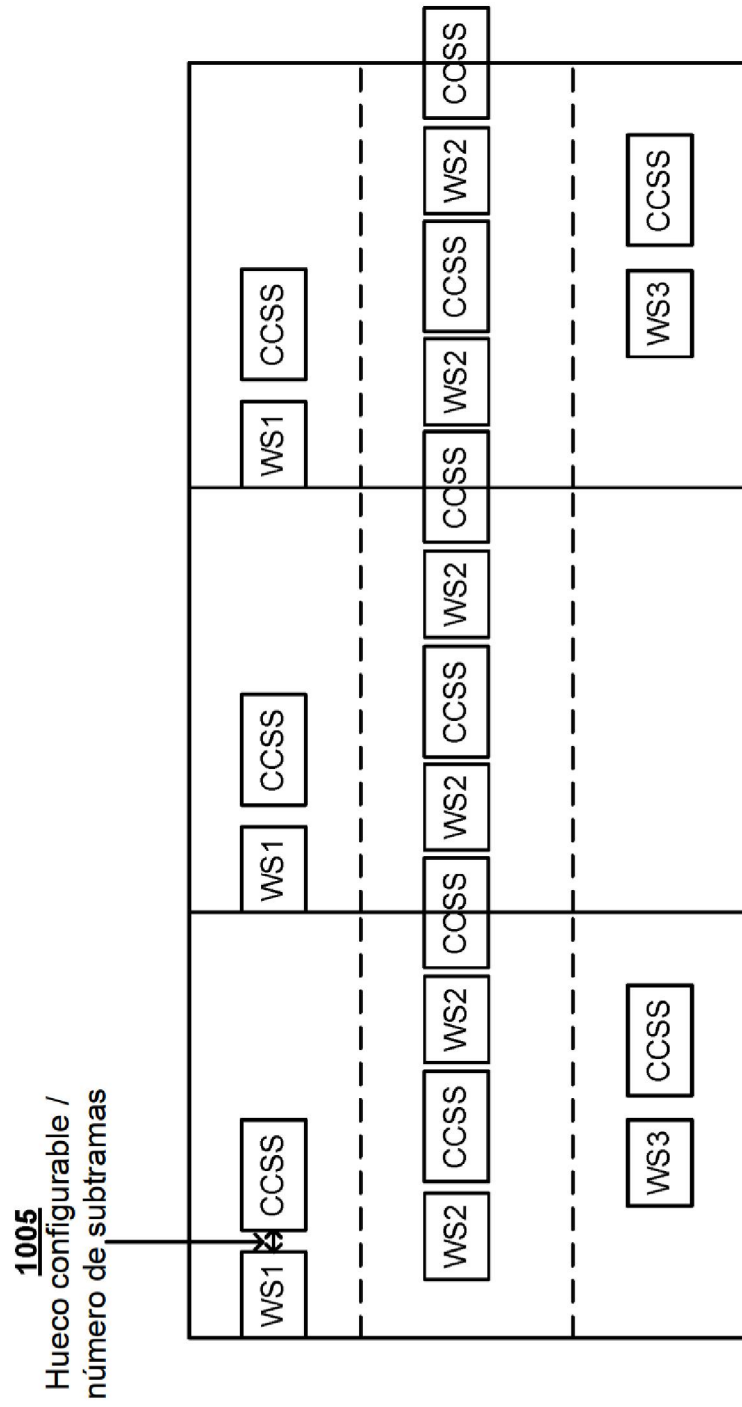 1005
Hueco configurable /
número de subtramas
WS1 CCSS WS1 CCSS WS1 CCSS
WS2 CCSS WS2 CCSS WS2 CCSS WS2 CCSS WS2 CCSS WS2 CCSS
WS3 CCSS WS3 CCSS